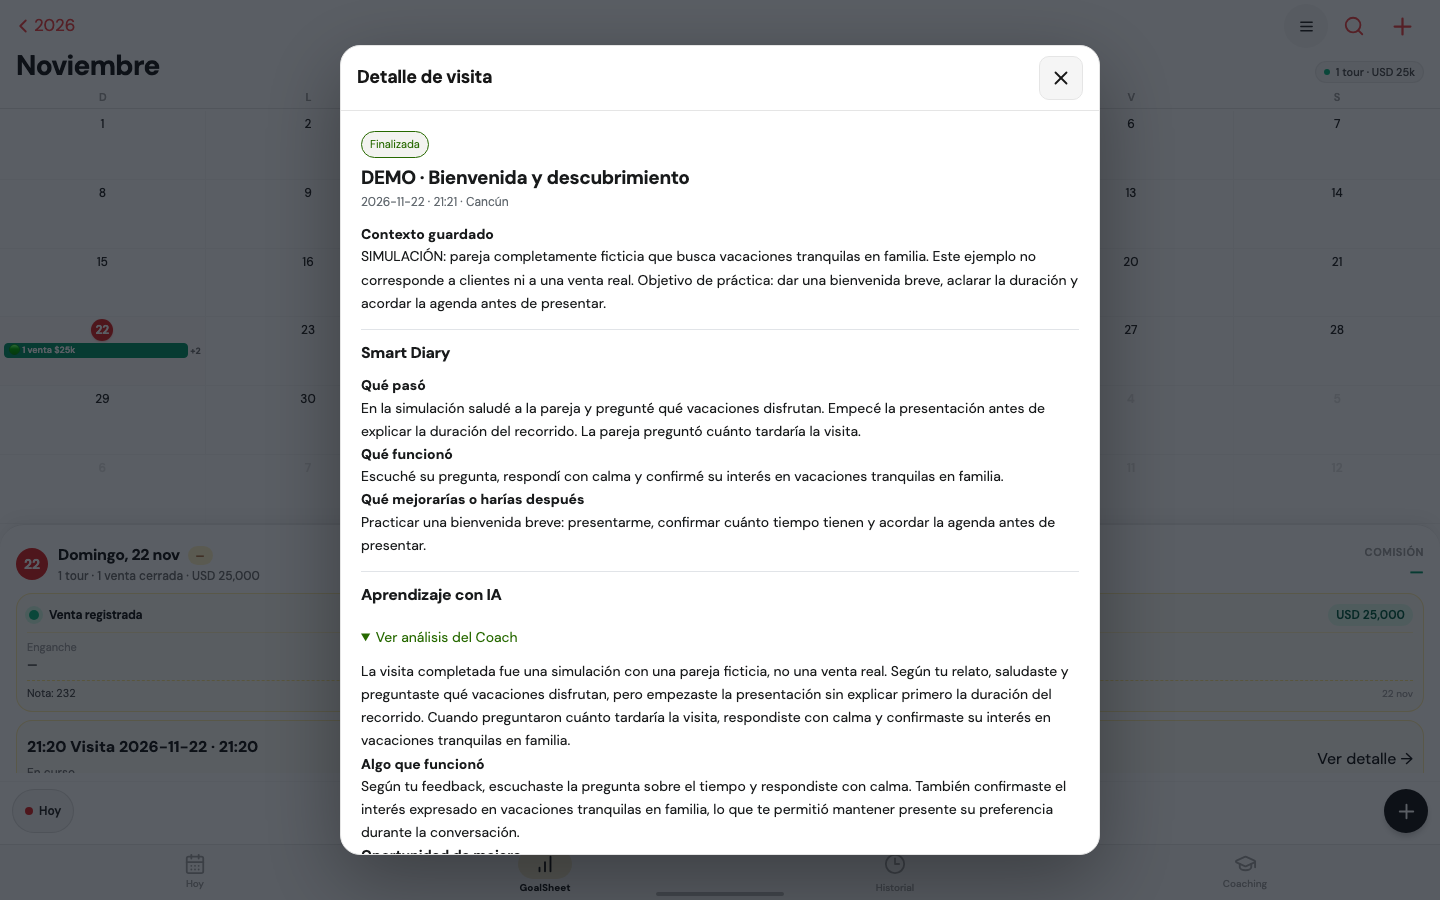 2026
Noviembre
1 tour · USD 25k
D
L
V
S
1
2
6
7
8
9
13
14
15
16
20
21
22
23
27
28
1 venta $25k
+2
29
30
4
5
6
7
11
12
Detalle de visita
Finalizada
DEMO · Bienvenida y descubrimiento
2026-11-22 · 21:21 · Cancún
Contexto guardado
SIMULACIÓN: pareja completamente ficticia que busca vacaciones tranquilas en familia. Este ejemplo no
corresponde a clientes ni a una venta real. Objetivo de práctica: dar una bienvenida breve, aclarar la duración y
acordar la agenda antes de presentar.
Smart Diary
Qué pasó
En la simulación saludé a la pareja y pregunté qué vacaciones disfrutan. Empecé la presentación antes de
explicar la duración del recorrido. La pareja preguntó cuánto tardaría la visita.
Qué funcionó
Escuché su pregunta, respondí con calma y confirmé su interés en vacaciones tranquilas en familia.
Qué mejorarías o harías después
Practicar una bienvenida breve: presentarme, confirmar cuánto tiempo tienen y acordar la agenda antes de
presentar.
Aprendizaje con IA
▼ Ver análisis del Coach
La visita completada fue una simulación con una pareja ficticia, no una venta real. Según tu relato, saludaste y
preguntaste qué vacaciones disfrutan, pero empezaste la presentación sin explicar primero la duración del
recorrido. Cuando preguntaron cuánto tardaría la visita, respondiste con calma y confirmaste su interés en
vacaciones tranquilas en familia.
Algo que funcionó
Según tu feedback, escuchaste la pregunta sobre el tiempo y respondiste con calma. También confirmaste el
interés expresado en vacaciones tranquilas en familia, lo que te permitió mantener presente su preferencia
durante la conversación.
Oportunidad de mejora
22
Domingo, 22 nov
—
1 tour · 1 venta cerrada · USD 25,000
COMISIÓN
—
Venta registrada
USD 25,000
Enganche
—
Nota: 232
22 nov
21:20 Visita 2026-11-22 · 21:20
En curso
Ver detalle →
Hoy
Hoy
GoalSheet
Historial
Coaching